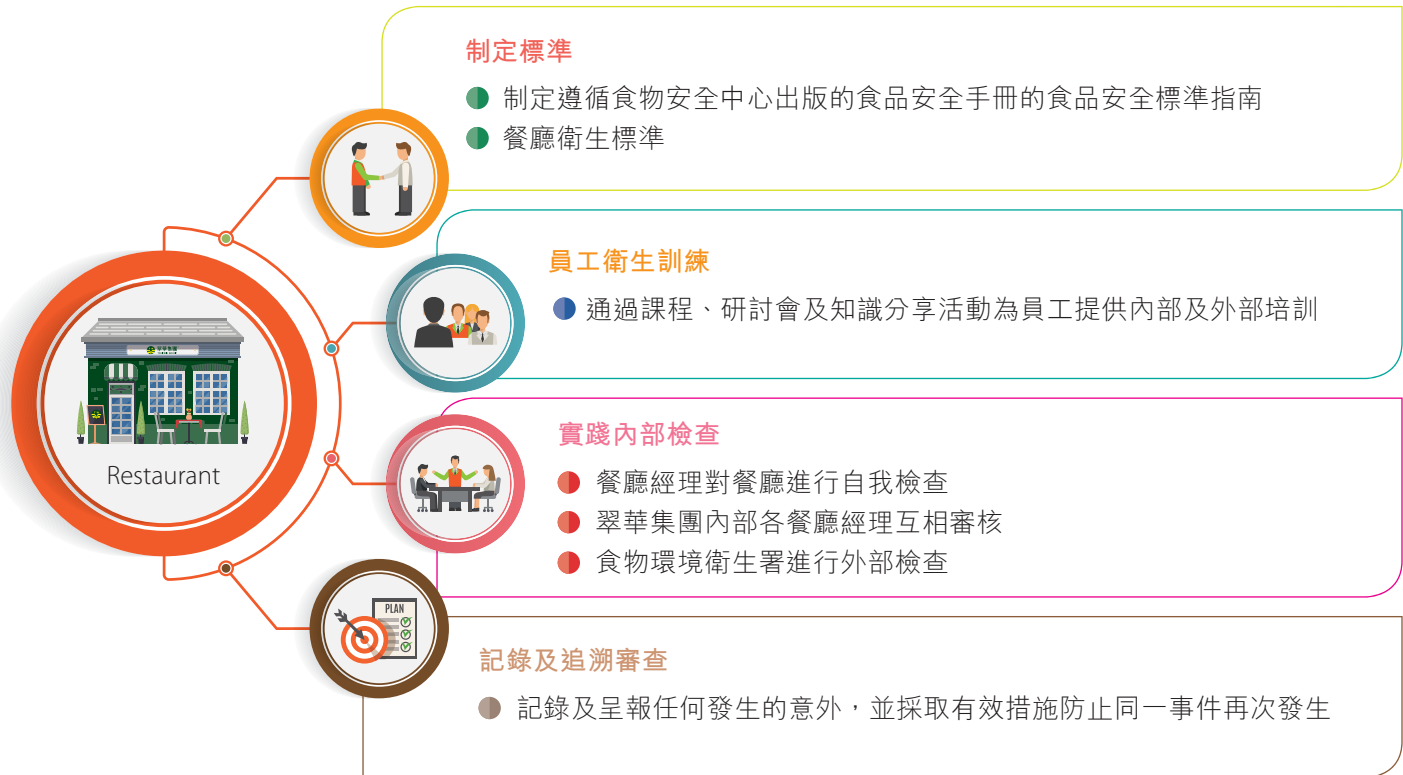 制定標準
制定遵循食物安全中心出版的食品安全手冊的食品安全標準指南
餐廳衛生標準
員工衛生訓練
通過課程、研討會及知識分享活動為員工提供內部及外部培訓
翠華集團
Restaurant
實踐內部檢查
餐廳經理對餐廳進行自我檢查
翠華集團內部各餐廳經理互相審核
食物環境衛生署進行外部檢查
PLAN
記錄及追溯審查
記錄及呈報任何發生的意外，並採取有效措施防止同一事件再次發生